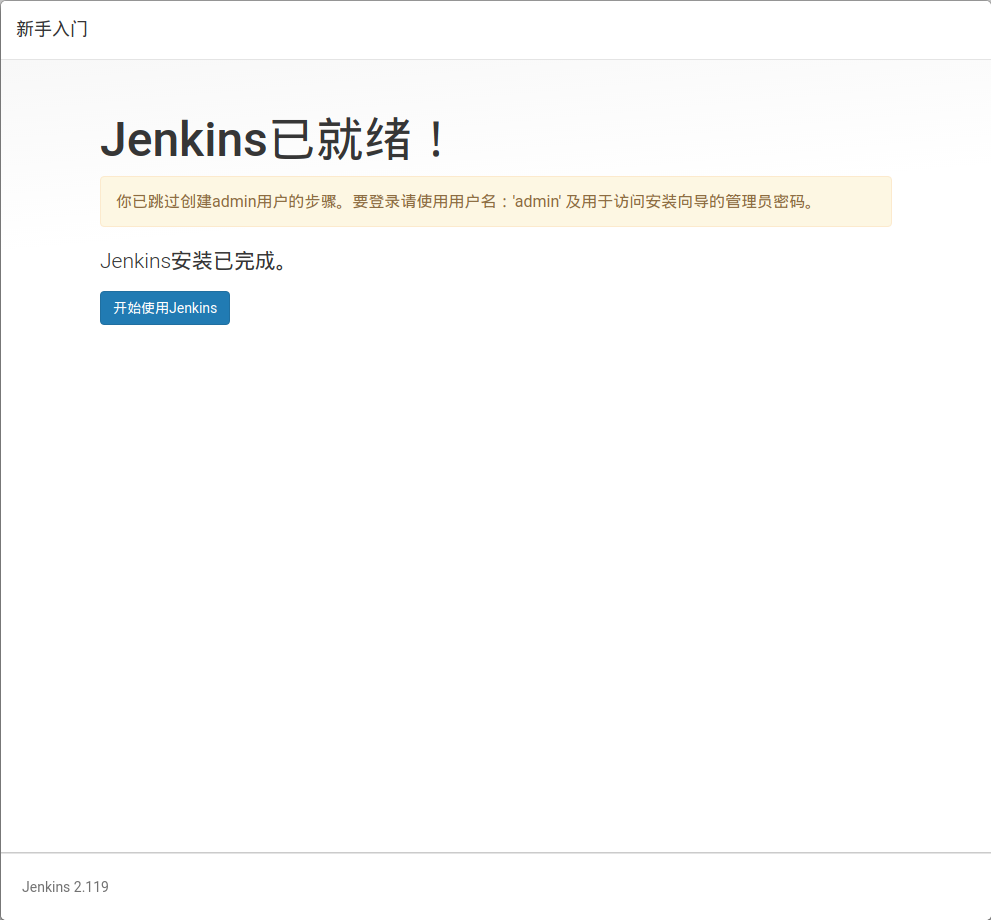 新手入门
Jenkins已就绪！
你已跳过创建admin用户的步骤。要登录请使用用户名：'admin' 及用于访问安装向导的管理员密码。
Jenkins安装已完成。
开始使用Jenkins
Jenkins 2.119